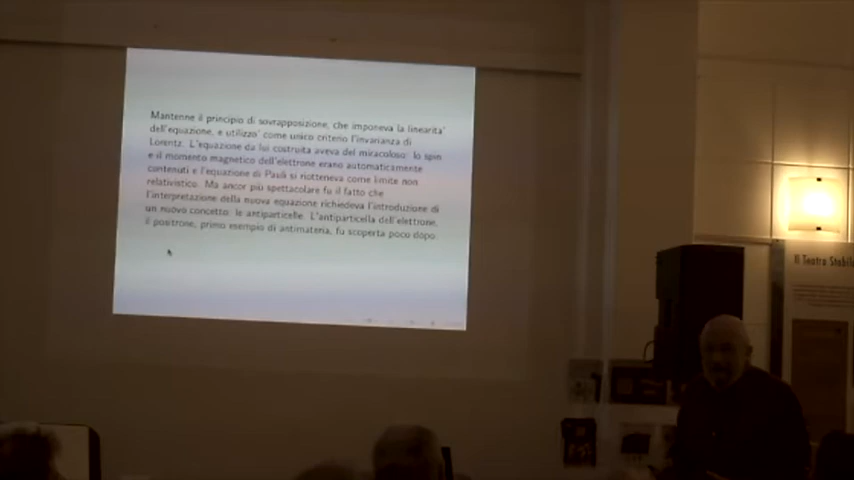 Mantenne il principio di sovrapposizione, che imponeva la linearita'
dell'equazione, e utilizzo' come unico criterio l'invarianza di
Lorentz. L'equazione da lui costruita aveva del miracoloso: lo spin
e il momento magnetico dell'elettrone erano automaticamente
contenuti e l'equazione di Pauli si riotteneva come limite non
relativistico. Ma ancor più spettacolare fu il fatto che
l'interpretazione della nuova equazione richiedeva l'introduzione di
un nuovo concetto: le antiparticelle. L'antiparticella dell'elettrone,
il positrone, primo esempio di antimateria, fu scoperta poco dopo.
Il Teatro Stabil